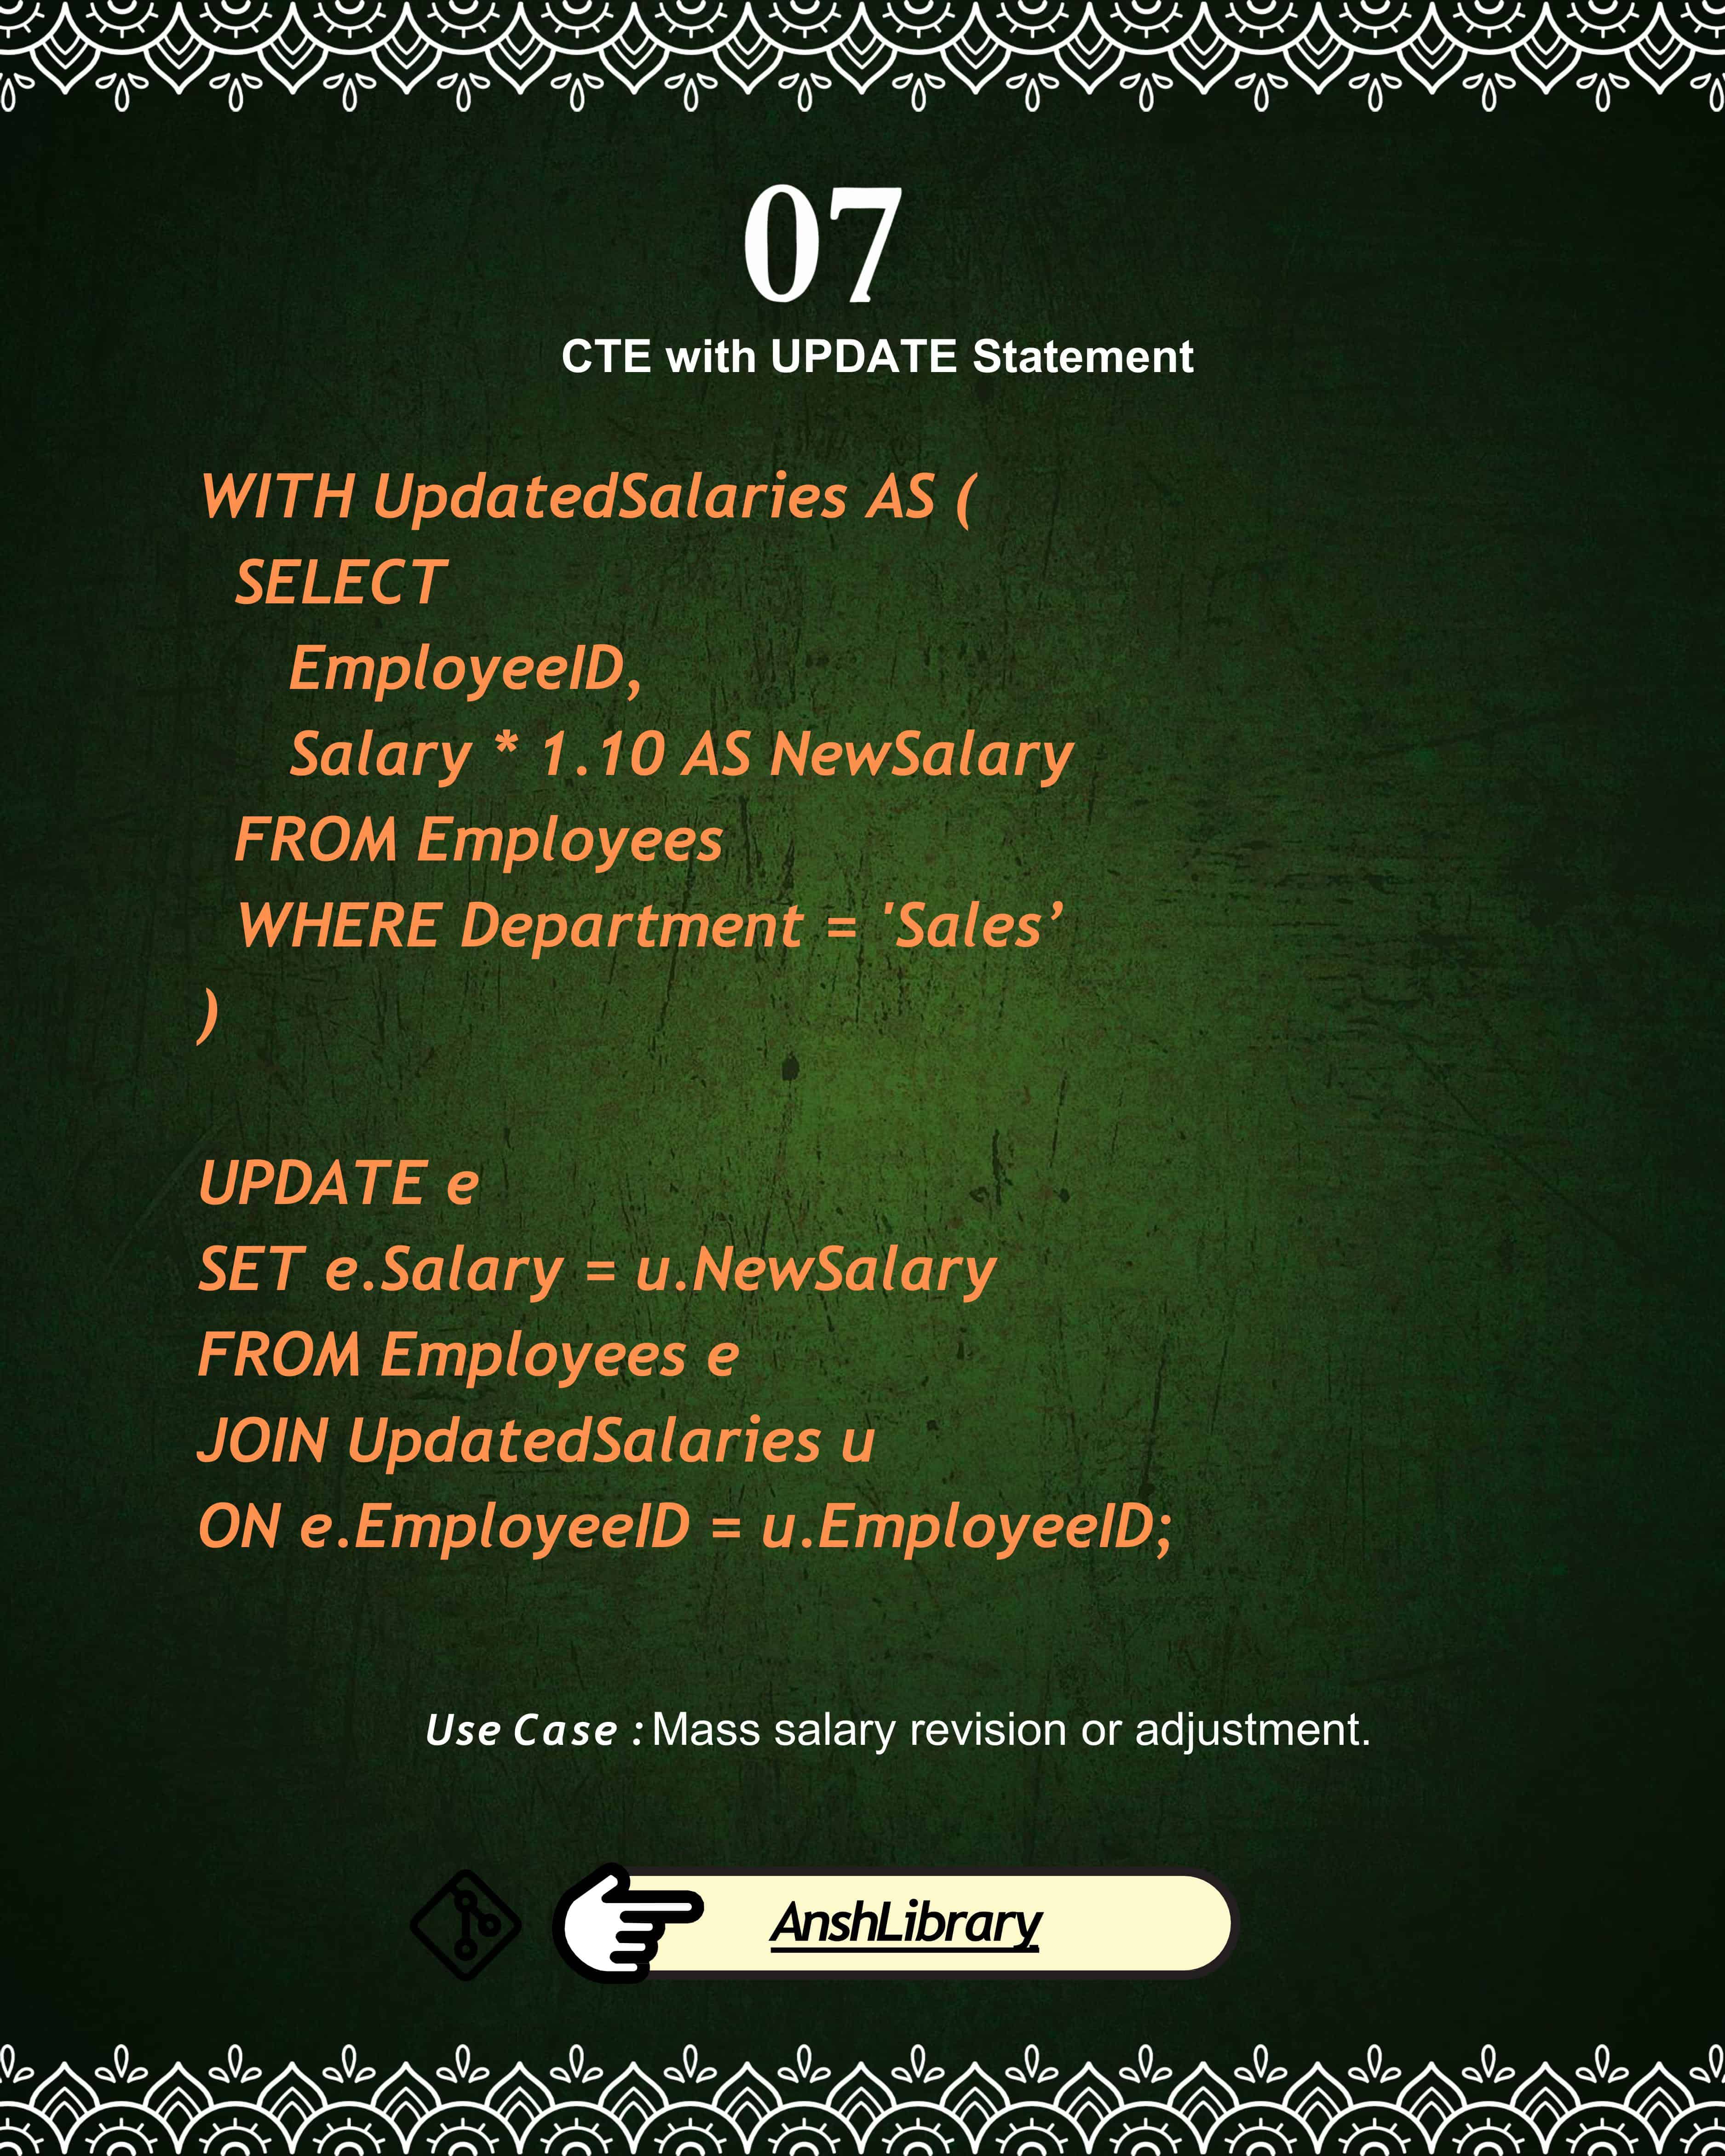 07
CTE with UPDATE Statement
WITH UpdatedSalaries AS (
SELECT
EmployeeID,
Salary * 1.10 AS NewSalary
FROM Employees
WHERE Department = 'Sales’
)
UPDATE e
SET e.Salary = u.NewSalary
FROM Employees e
JOIN UpdatedSalaries u
ON e.EmployeeID = u.EmployeeID;
Use Case : Mass salary revision or adjustment.
AnshLibrary